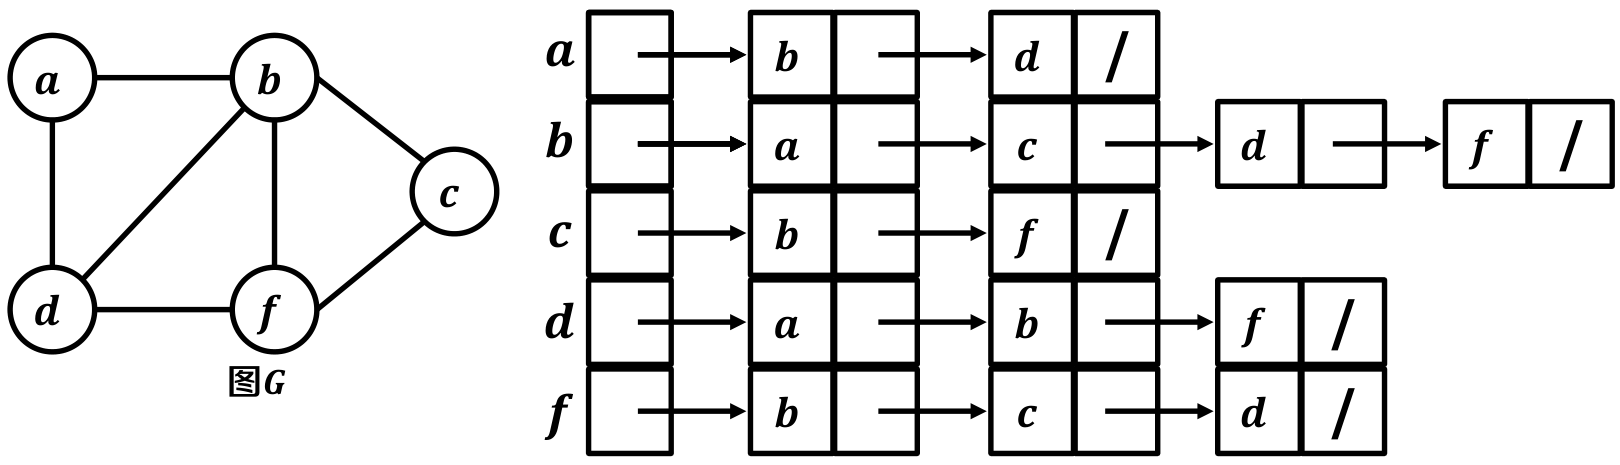 a b
c
d f
图G
a b d /
b a c d f /
c b f /
d a b f /
f b c d /